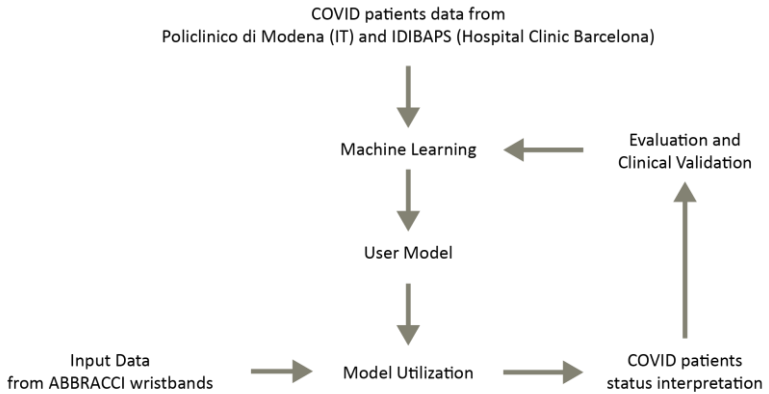 COVID patients data from
Policlinico di Modena (IT) and IDIBAPS (Hospital Clinic Barcelona)
Machine Learning
Evaluation and
Clinical Validation
User Model
Input Data
from ABBRACCI wristbands
Model Utilization
COVID patients
status interpretation